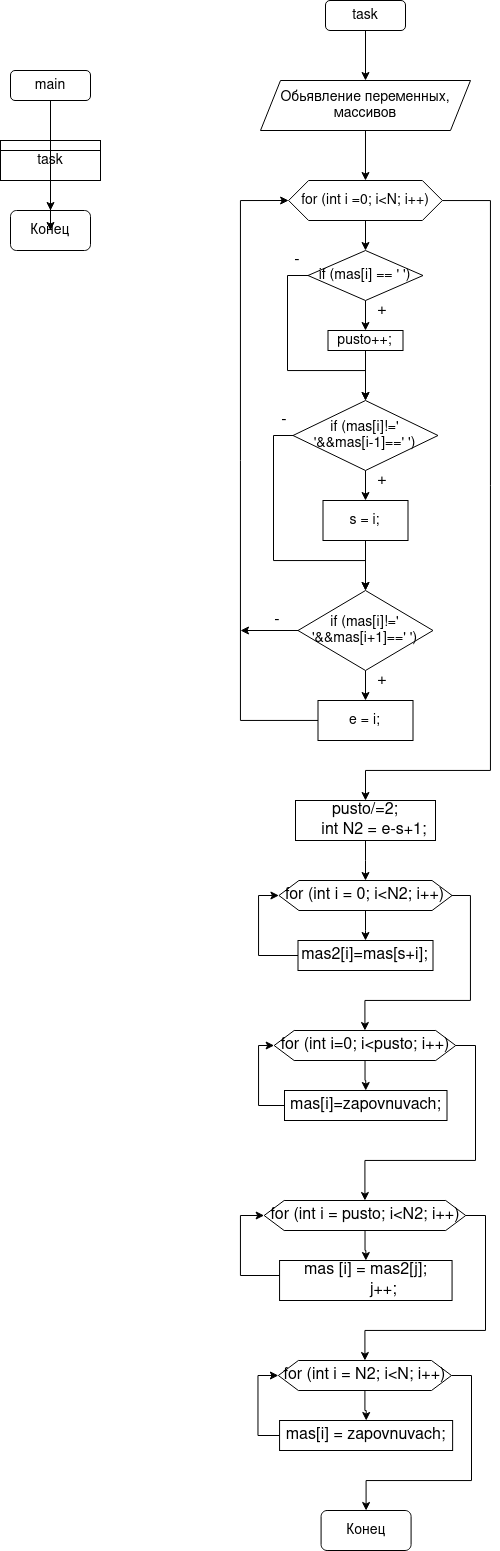 main
task
Конец
task
Обьявление переменных,
массивов
for (int i =0; i<N; i++)
if (mas[i] == ' ')
-
+
pusto++;
if (mas[i]!='
'&&mas[i-1]==' ')
-
+
s = i;
if (mas[i]!='
'&&mas[i+1]==' ')
-
+
e = i;
pusto/=2;
int N2 = e-s+1;
for (int i = 0; i<N2; i++)
mas2[i]=mas[s+i];
for (int i=0; i<pusto; i++)
mas[i]=zapovnuvach;
for (int i = pusto; i<N2; i++)
mas [i] = mas2[j];
j++;
for (int i = N2; i<N; i++)
mas[i] = zapovnuvach;
Конец